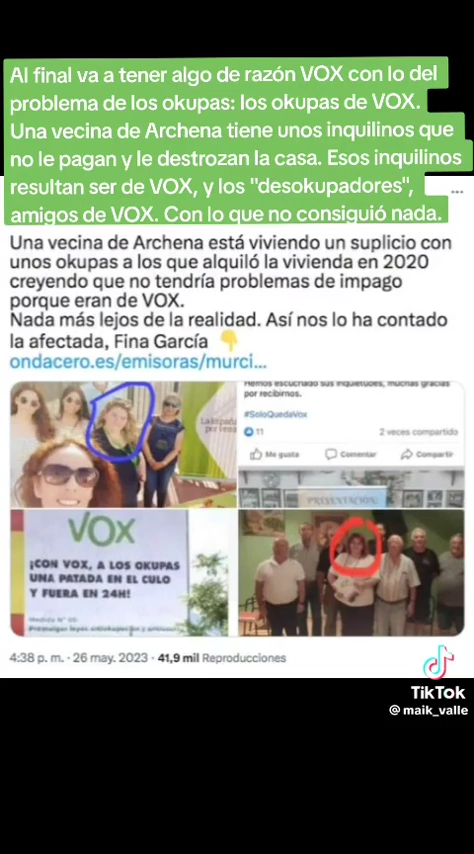 Al final va a tener algo de razón VOX con lo del
problema de los okupas: los okupas de VOX.
Una vecina de Archena tiene unos inquilinos que
no le pagan y le destrozan la casa. Esos inquilinos
resultan ser de VOX, y los "desokupadores",
amigos de VOX. Con lo que no consiguió nada.
Una vecina de Archena está viviendo un suplicio con
unos okupas a los que alquiló la vivienda en 2020
creyendo que no tendría problemas de impago
porque eran de VOX.
Nada más lejos de la realidad. Así nos lo ha contado
la afectada, Fina García 👇
ondacero.es/emisoras/murci...
Hemos escuchado sus inquietudes, muchas gracias
por recibirnos.
#SoloQuedaVox
11
2 veces compartido
Me gusta
Comentar
Compartir
VOX
¡CON VOX, A LOS OKUPAS
UNA PATADA EN EL CULO
Y FUERA EN 24H!
PRESENTACIÓN
4:38 p. m. · 26 may. 2023 · 41,9 mil Reproducciones
TikTok
@ maik_valle